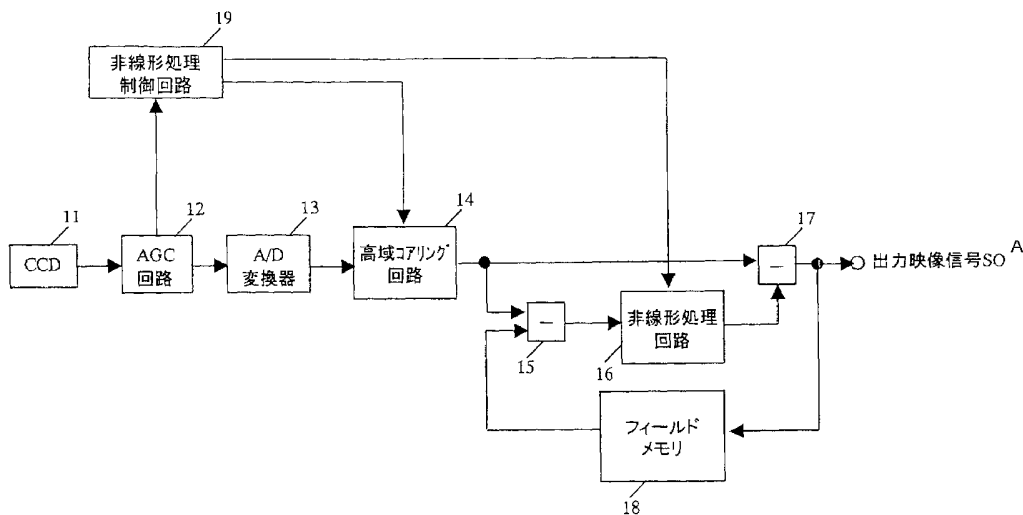 19
非線形処理
制御回路
11
CCD
12
AGC
回路
13
A/D
変換器
14
高域コアリング
回路
15
16
非線形処理
回路
17
出力映像信号SO A
フィールド
メモリ
18